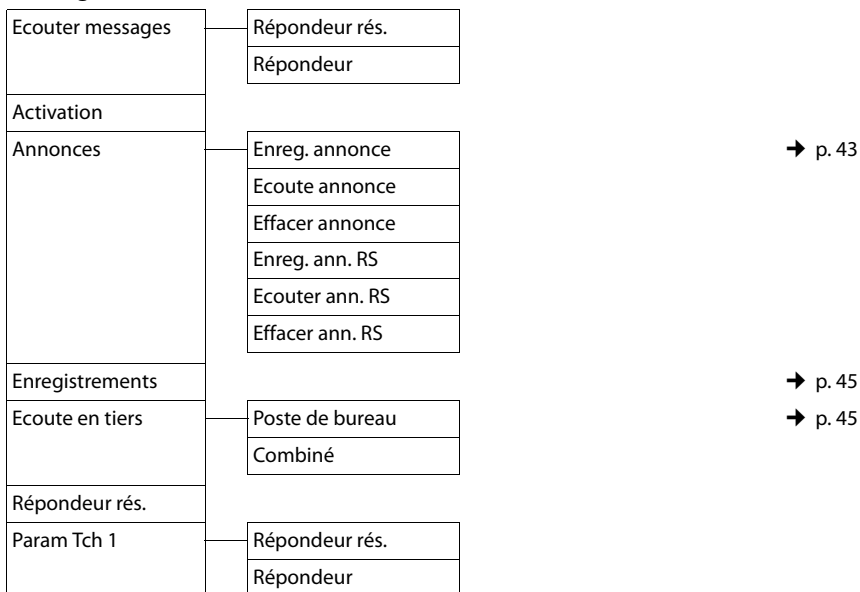 Ecouter messages Répondeur rés.
Répondeur
Activation
Annonces Enreg. annonce ➔ p. 43
Ecoute annonce
Effacer annonce
Enreg. ann. RS
Ecouter ann. RS
Effacer ann. RS
Enregistrements ➔ p. 45
Ecoute en tiers Poste de bureau ➔ p. 45
Combiné
Répondeur rés.
Param Tch 1 Répondeur rés.
Répondeur